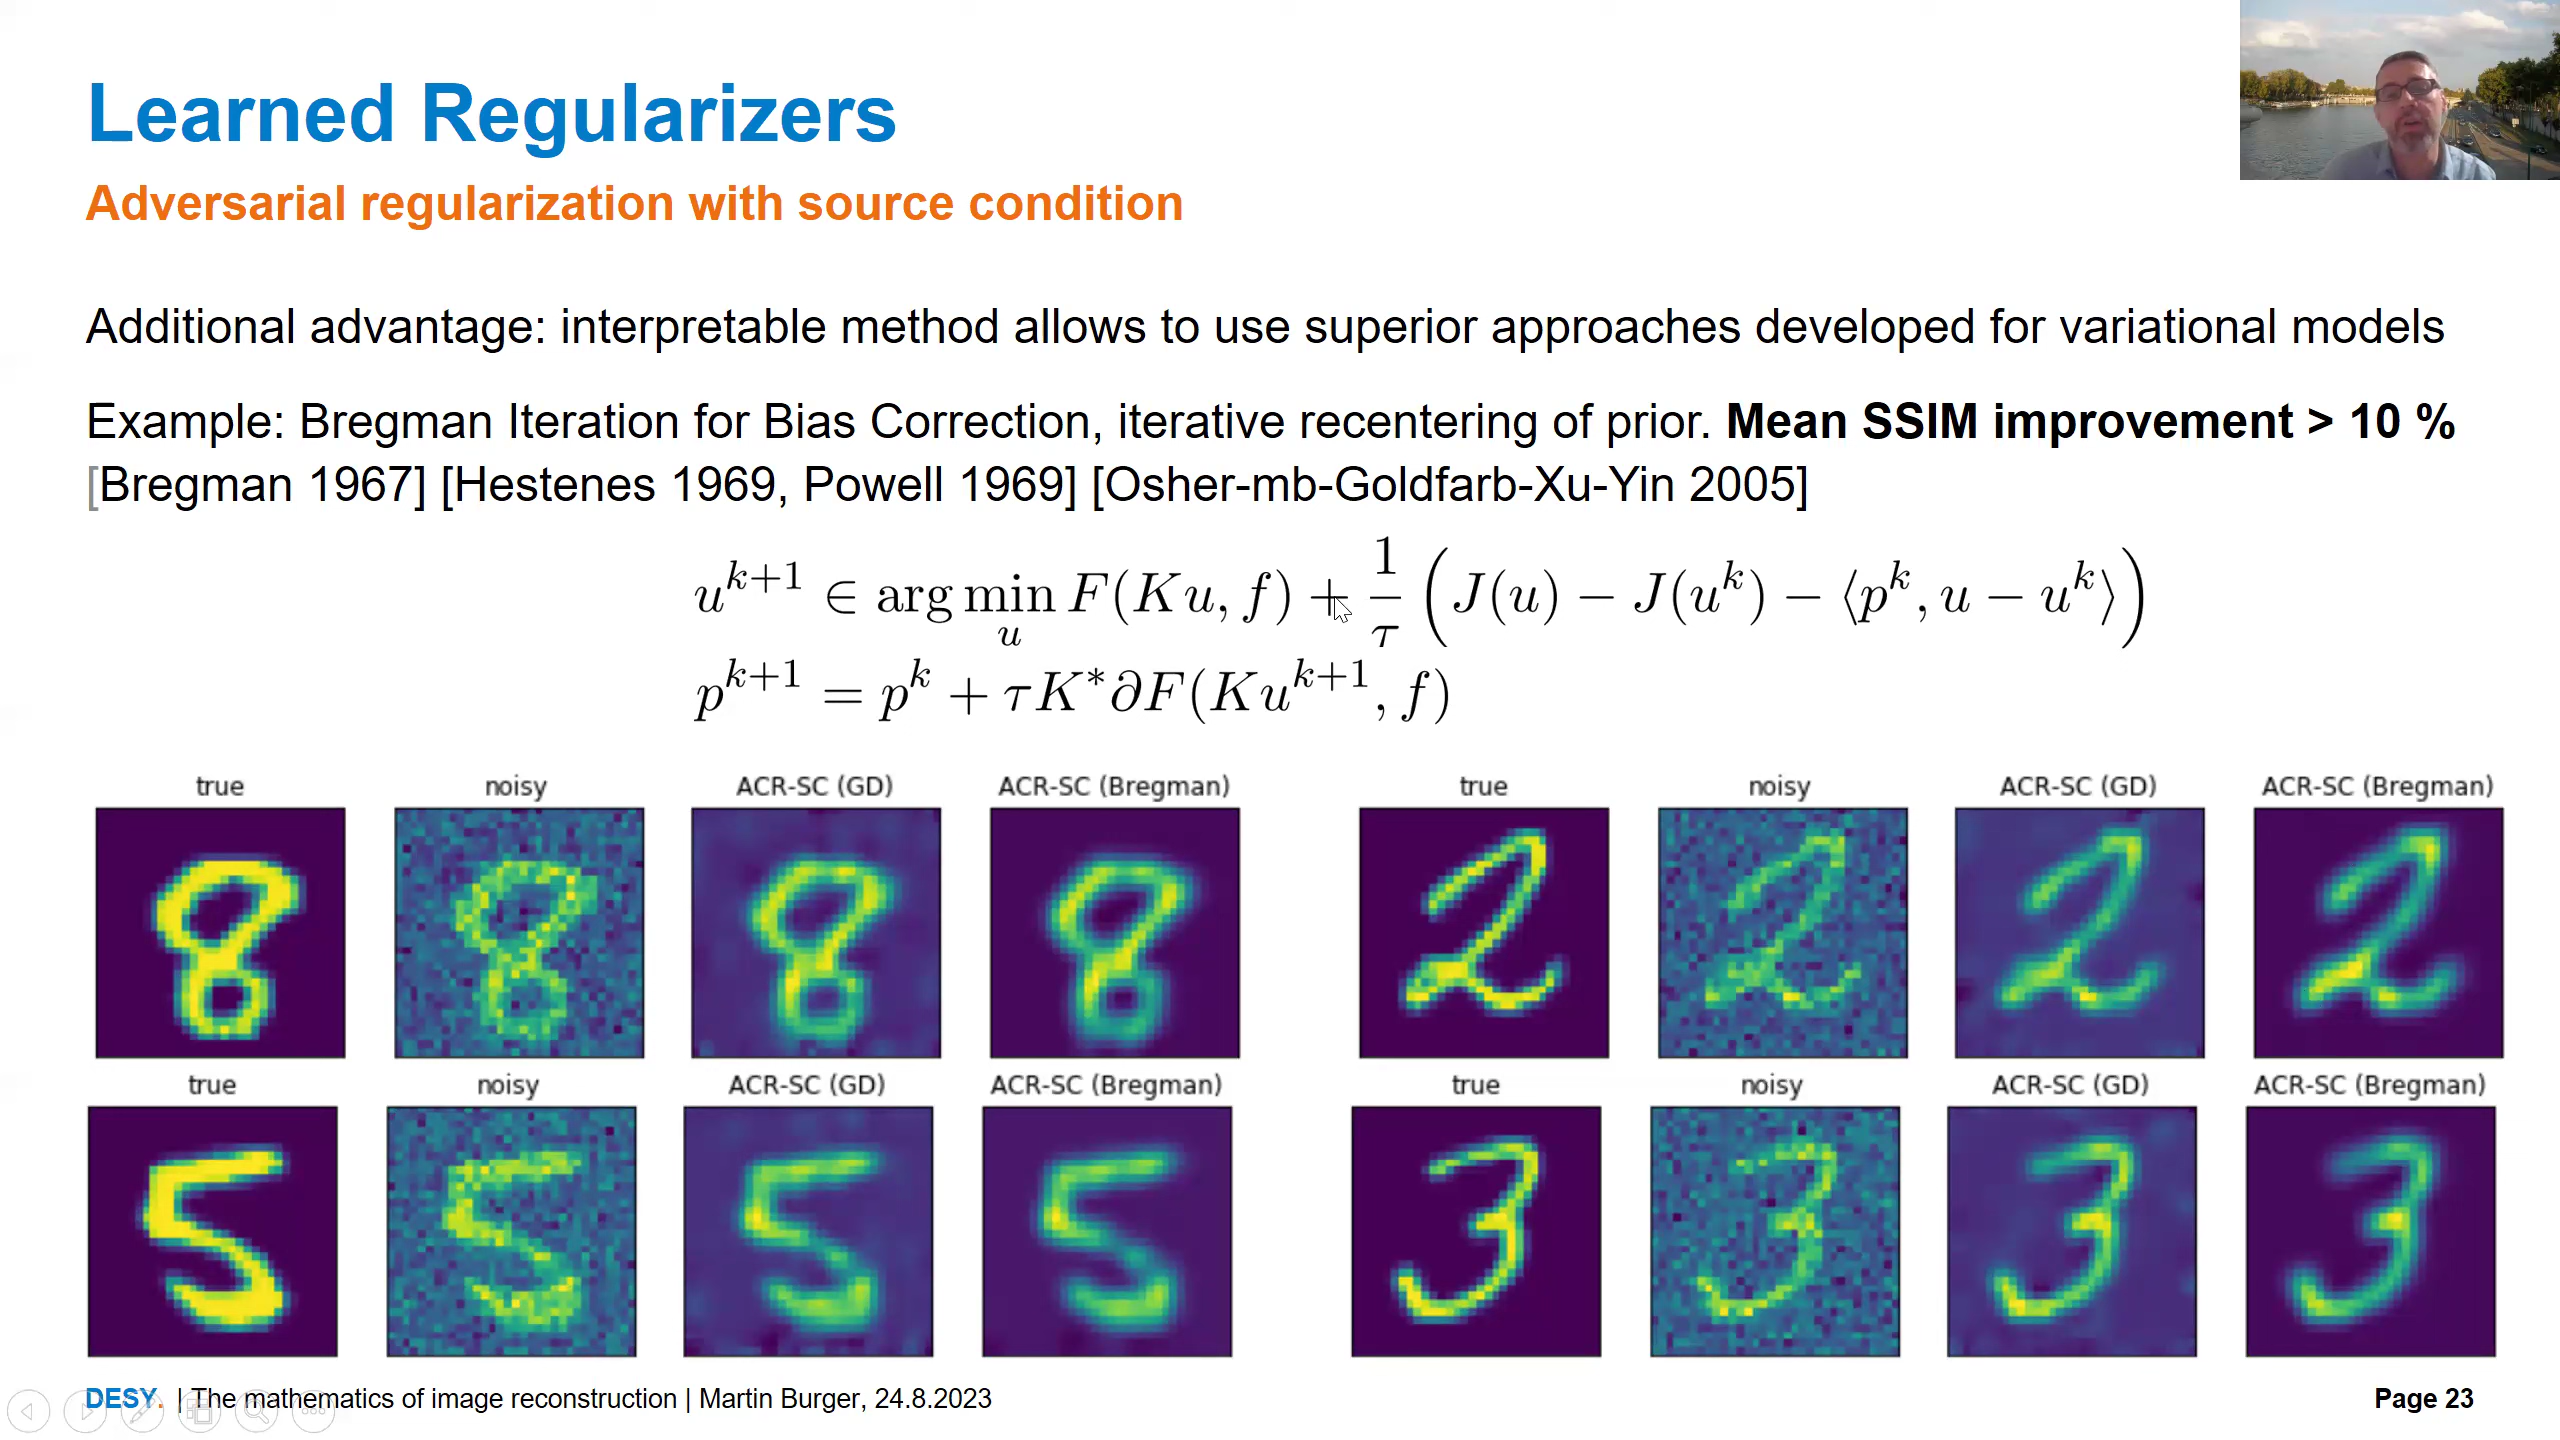 Learned Regularizers
Adversarial regularization with source condition
Additional advantage: interpretable method allows to use superior approaches developed for variational models
Example: Bregman Iteration for Bias Correction, iterative recentering of prior. Mean SSIM improvement > 10 %
[Bregman 1967] [Hestenes 1969, Powell 1969] [Osher-mb-Goldfarb-Xu-Yin 2005]
u^{k+1} ∈ arg min_u F(Ku, f) + \frac{1}{τ} (J(u) − J(u^k) − ⟨p^k, u − u^k⟩)
p^{k+1} = p^k + τK^*∂F(Ku^{k+1}, f)
true noisy ACR-SC (GD) ACR-SC (Bregman) true noisy ACR-SC (GD) ACR-SC (Bregman)
true noisy ACR-SC (GD) ACR-SC (Bregman) true noisy ACR-SC (GD) ACR-SC (Bregman)
DESY. | The mathematics of image reconstruction | Martin Burger, 24.8.2023 Page 23